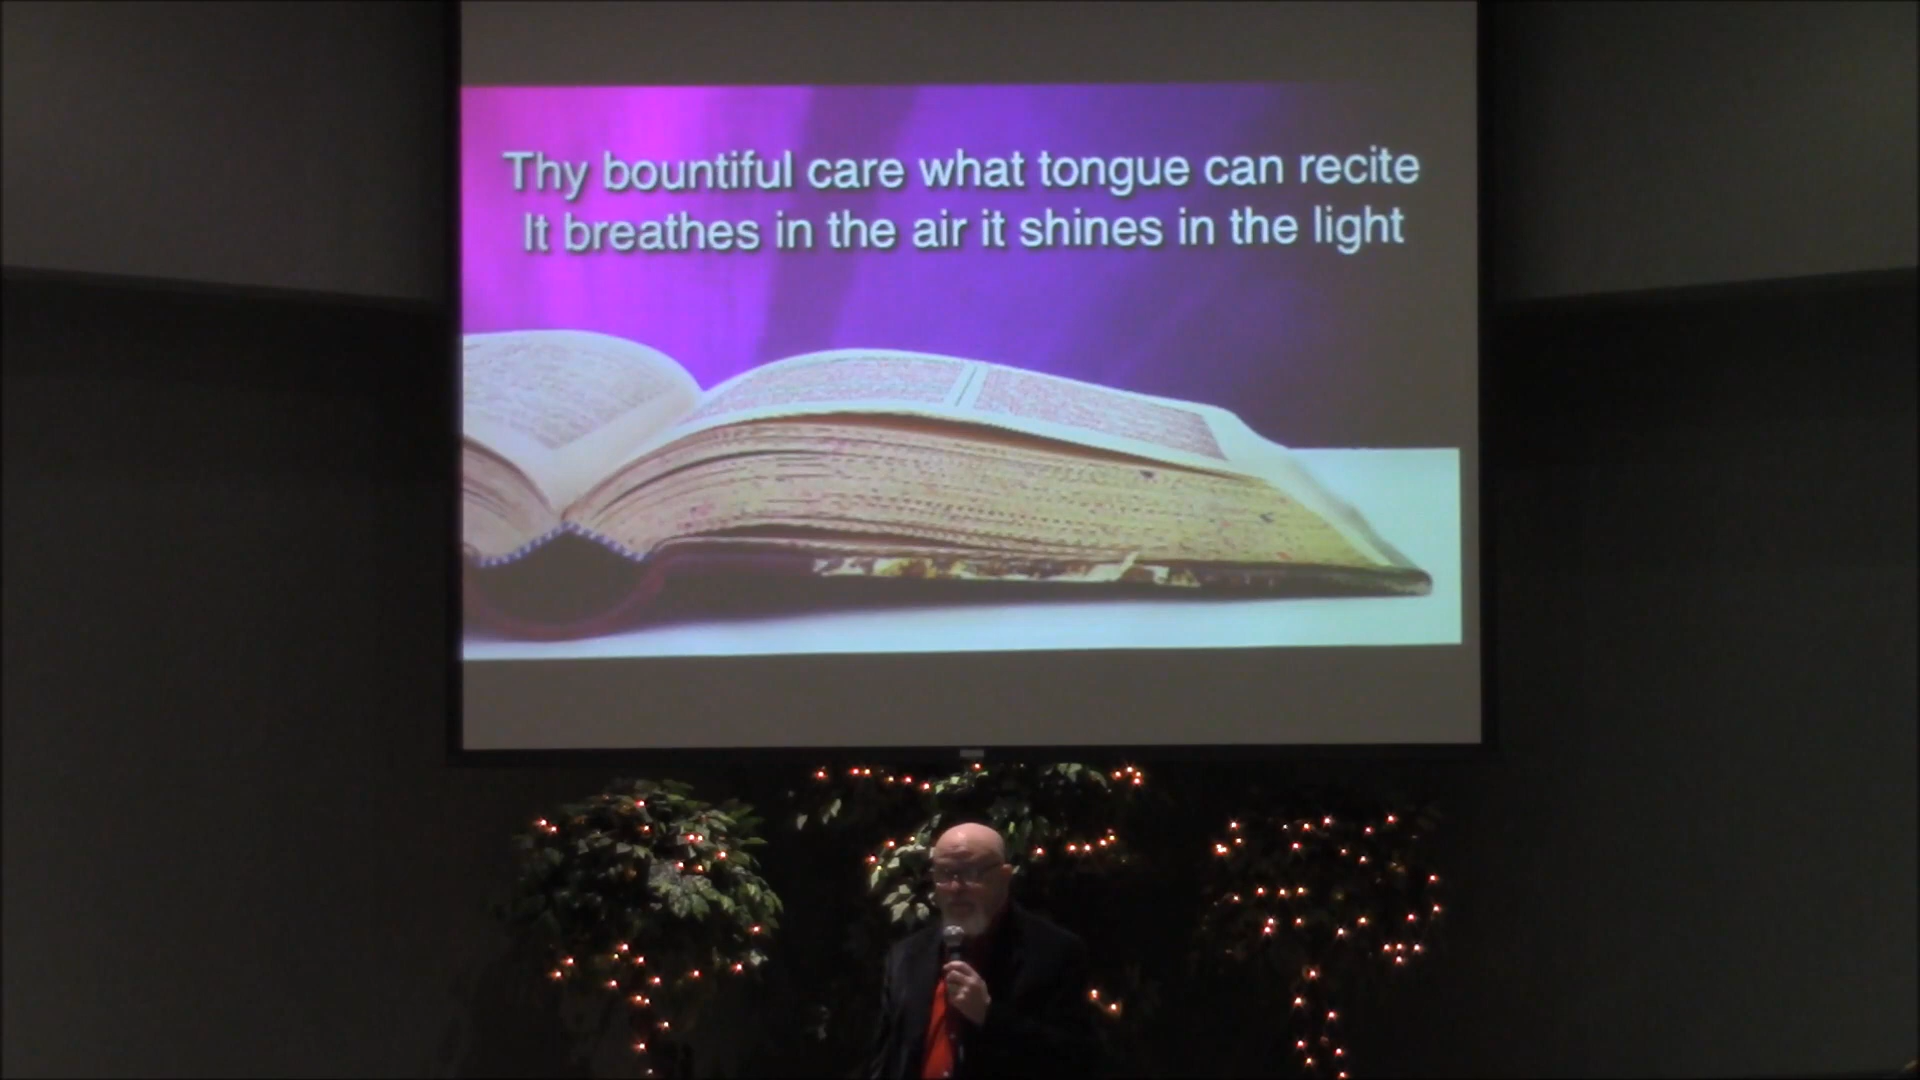 Thy bountiful care what tongue can recite
It breathes in the air it shines in the light